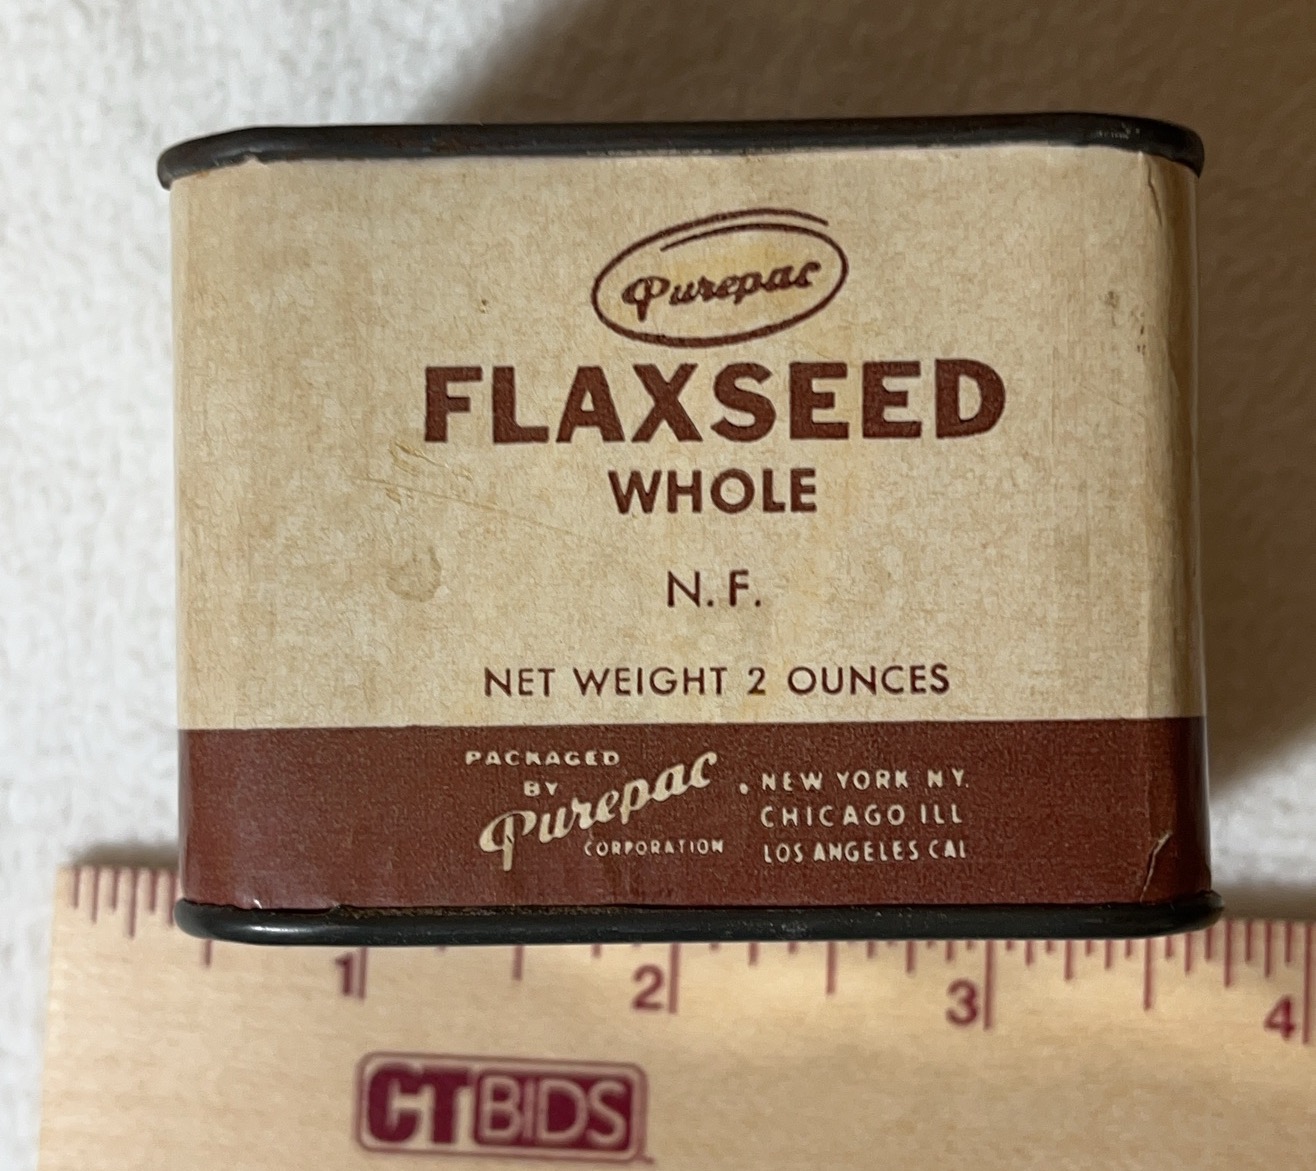 Purepac
FLAXSEED
WHOLE
N.F.
NET WEIGHT 2 OUNCES
PACKAGED
BY
Purepac
CORPORATION
. NEW YORK N.Y.
CHICAGO ILL
LOS ANGELES CAL
1 2 3 4
CTBIDS